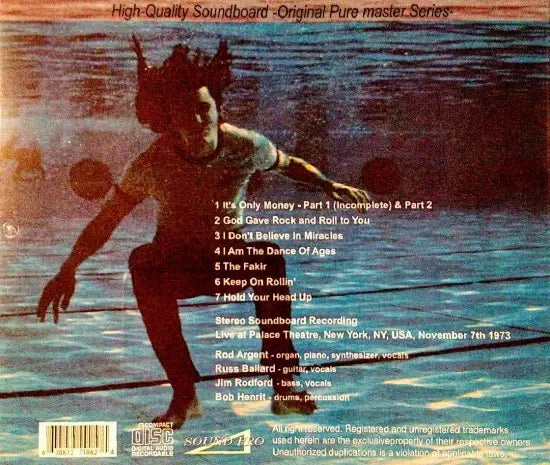 High Quality Soundboard -Original Pure master Series-
1 It's Only Money - Part 1 (Incomplete) & Part 2
2 God Gave Rock and Roll to You
3 I Don't Believe In Miracles
4 I Am The Dance Of Ages
5 The Fakir
6 Keep On Rollin'
7 Hold Your Head Up
Stereo Soundboard Recording
Live at Palace Theatre, New York, NY, USA, November 7th 1973
Rod Argent - organ, piano, synthesizer, vocals
Russ Ballard - guitar, vocals
Jim Rodford - bass, vocals
Bob Henrit - drums, percussion
COMPACT
DISC
DIGITAL AUDIO
RECORDABLE
SOUND PRO
All right reserved. Registered and unregistered trademarks
used herein are the exclusiveproperty of their respective owners
Unauthorized duplications is a violation of applicable laws.